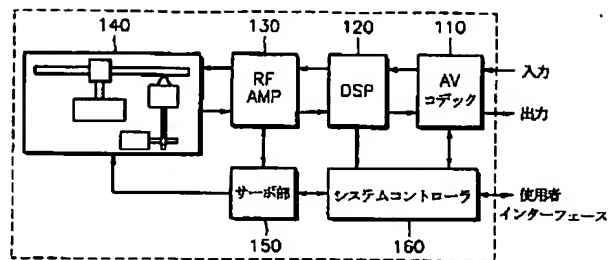 140
130
120
110
RF
AMP
DSP
AV
コデック
入力
出力
サーボ部
システムコントローラ
使用者
インターフェース
150
160